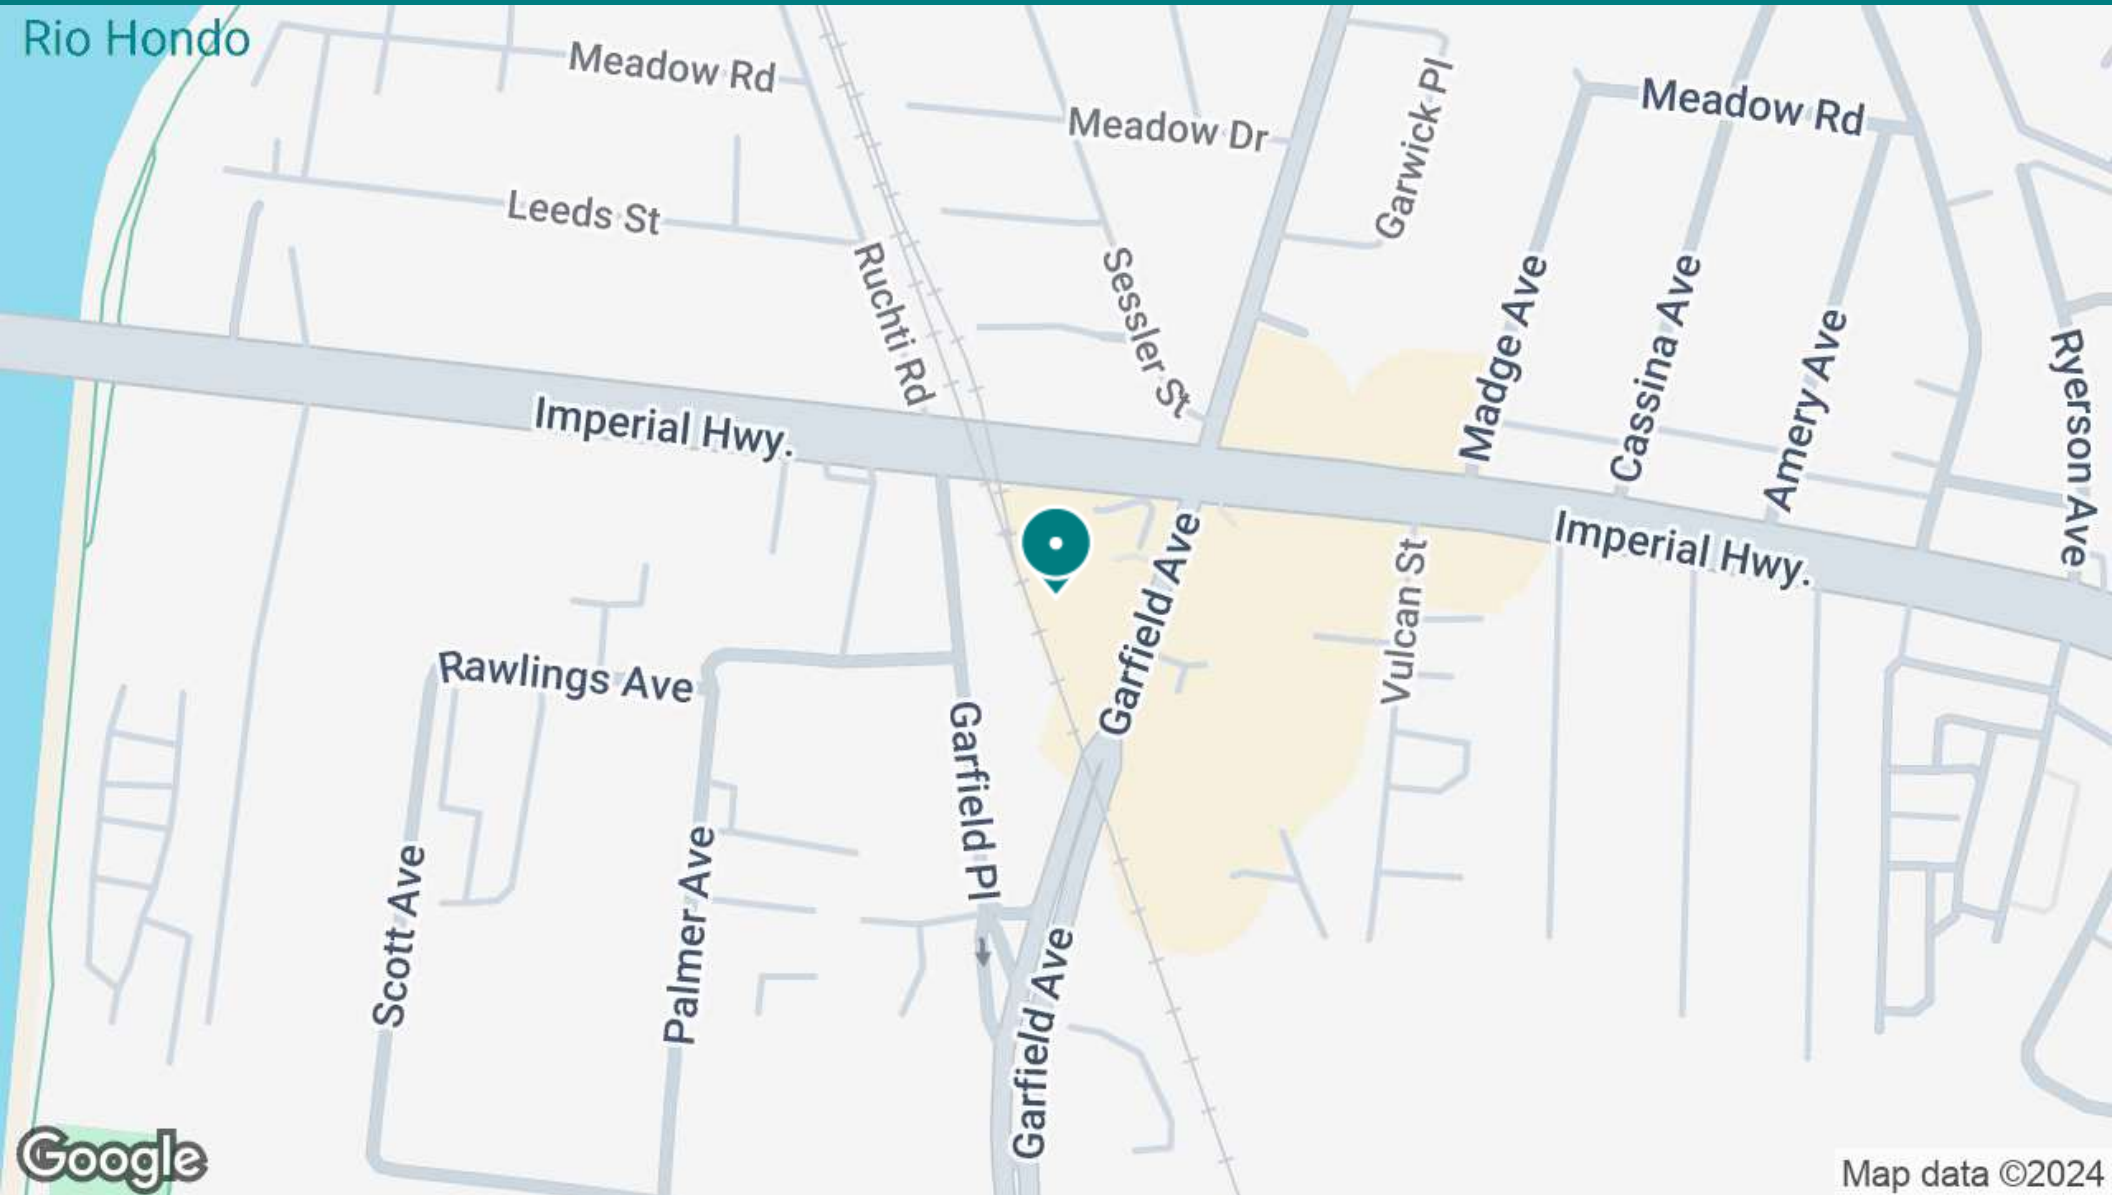 Rio Hondo
Meadow Rd
Meadow Dr
Garwick Pl
Meadow Rd
Leeds St
Ruchti Rd
Sessler St
Madge Ave
Cassina Ave
Amery Ave
Ryerson Ave
Imperial Hwy.
Imperial Hwy.
Garfield Ave
Vulcan St
Rawlings Ave
Garfield Pl
Scott Ave
Palmer Ave
Garfield Ave
Google
Map data ©2024